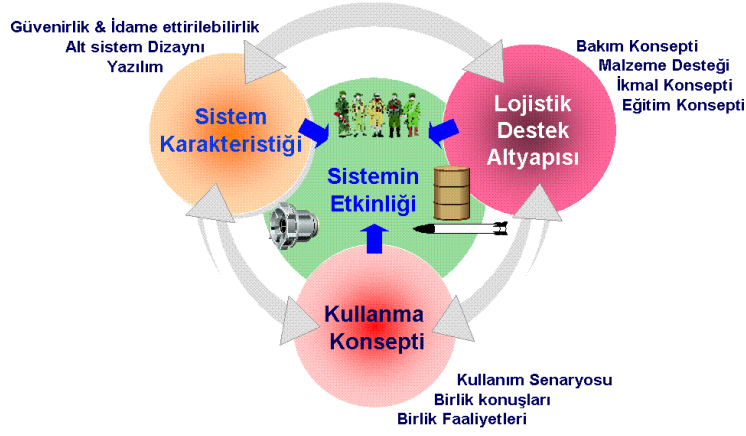 Güvenirlik & İdame ettirilebilirlik
Alt sistem Dizaynı
Yazılım
Bakım Konsepti
Malzeme Desteği
İkmal Konsepti
Eğitim Konsepti
Sistem
Karakteristiği
Lojistik
Destek
Altyapısı
Sistemin
Etkinliği
Kullanma
Konsepti
Kullanım Senaryosu
Birlik konuşları
Birlik Faaliyetleri